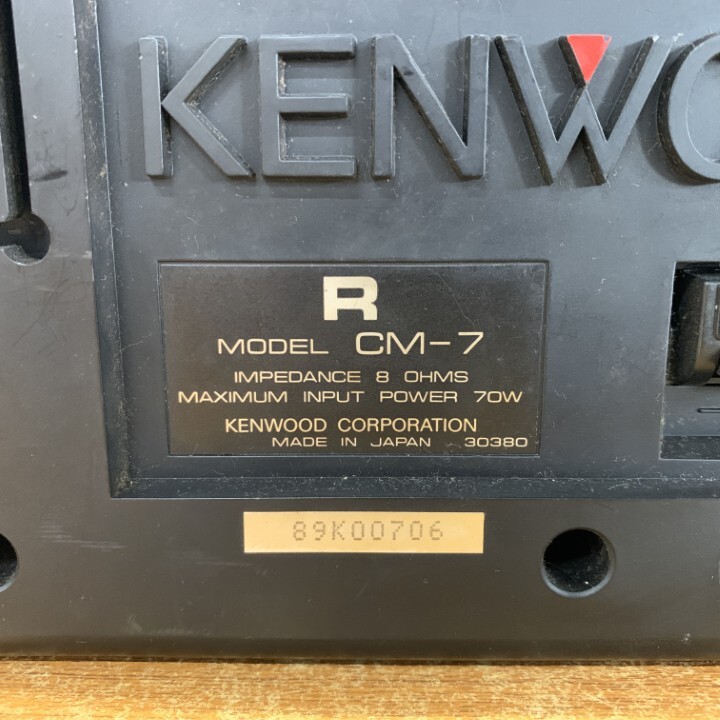 KENWO
R
MODEL CM-7
IMPEDANCE 8 OHMS
MAXIMUM INPUT POWER 70W
KENWOOD CORPORATION
MADE IN JAPAN 30380
89K00706